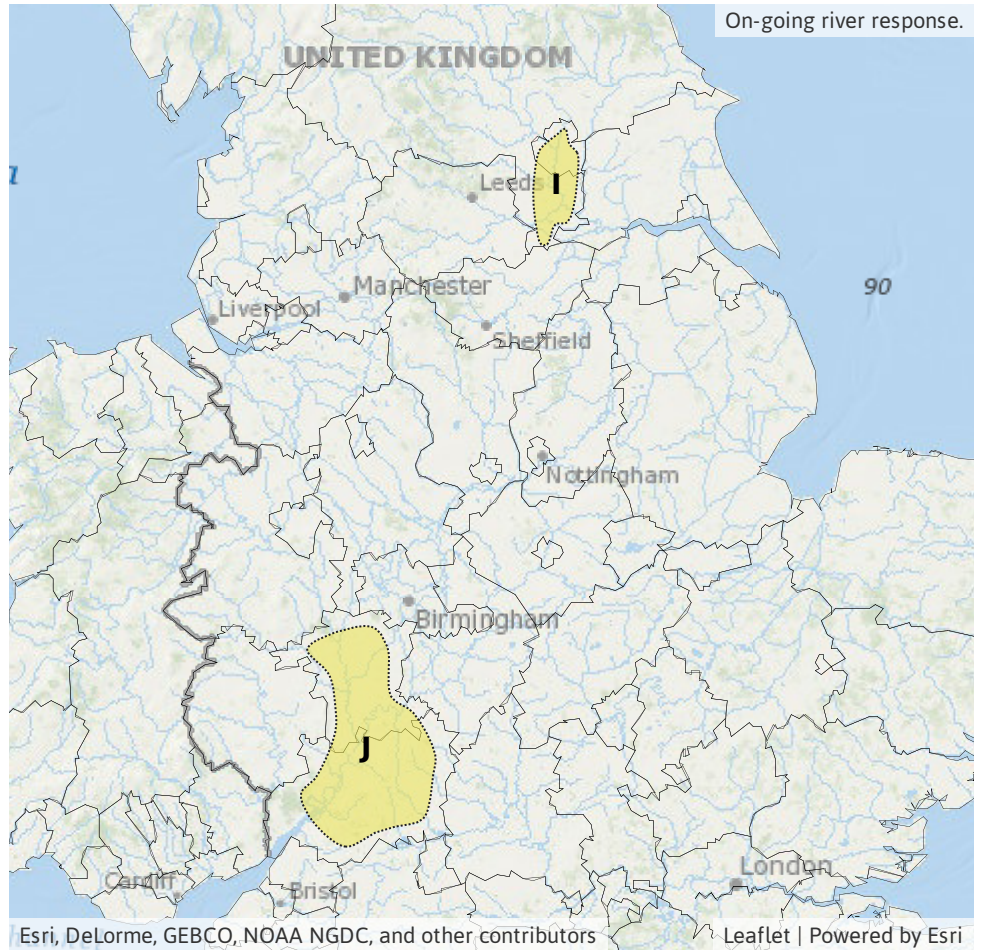 On-going river response.
UNITED KINGDOM
Leeds
I
90
Manchester
Liverpool
Sheffield
Nottingham
Birmingham
J
London
Cardiff
Bristol
Esri, DeLorme, GEBCO, NOAA NGDC, and other contributors
Leaflet | Powered by Esri